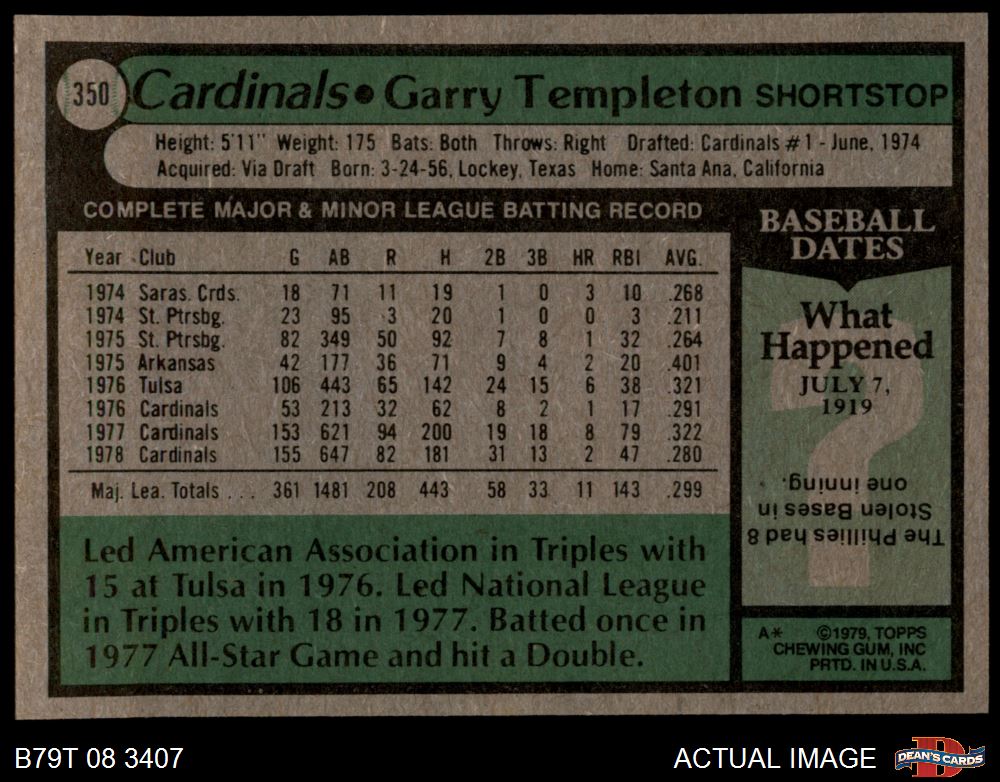 350 Cardinals • Garry Templeton SHORTSTOP
Height: 5'11" Weight: 175 Bats: Both Throws: Right Drafted: Cardinals #1 - June, 1974
Acquired: Via Draft Born: 3-24-56, Lockey, Texas Home: Santa Ana, California
COMPLETE MAJOR & MINOR LEAGUE BATTING RECORD
Year Club G AB R H 2B 3B HR RBI AVG.
1974 Saras. Crds. 18 71 11 19 1 0 3 10 .268
1974 St. Ptrsbg. 23 95 3 20 1 0 0 3 .211
1975 St. Ptrsbg. 82 349 50 92 7 8 1 32 .264
1975 Arkansas 42 177 36 71 9 4 2 20 .401
1976 Tulsa 106 443 65 142 24 15 6 38 .321
1976 Cardinals 53 213 32 62 8 2 1 17 .291
1977 Cardinals 153 621 94 200 19 18 8 79 .322
1978 Cardinals 155 647 82 181 31 13 2 47 .280
Maj. Lea. Totals . . . 361 1481 208 443 58 33 11 143 .299
Led American Association in Triples with
15 at Tulsa in 1976. Led National League
in Triples with 18 in 1977. Batted once in
1977 All-Star Game and hit a Double.
BASEBALL
DATES
What
Happened
JULY 7,
1919
?
The Phillies had 8
Stolen Bases in
one inning.
A* ©1979, TOPPS
CHEWING GUM, INC
PRTD. IN U.S.A.
B79T 08 3407
ACTUAL IMAGE
D
DEAN'S CARDS